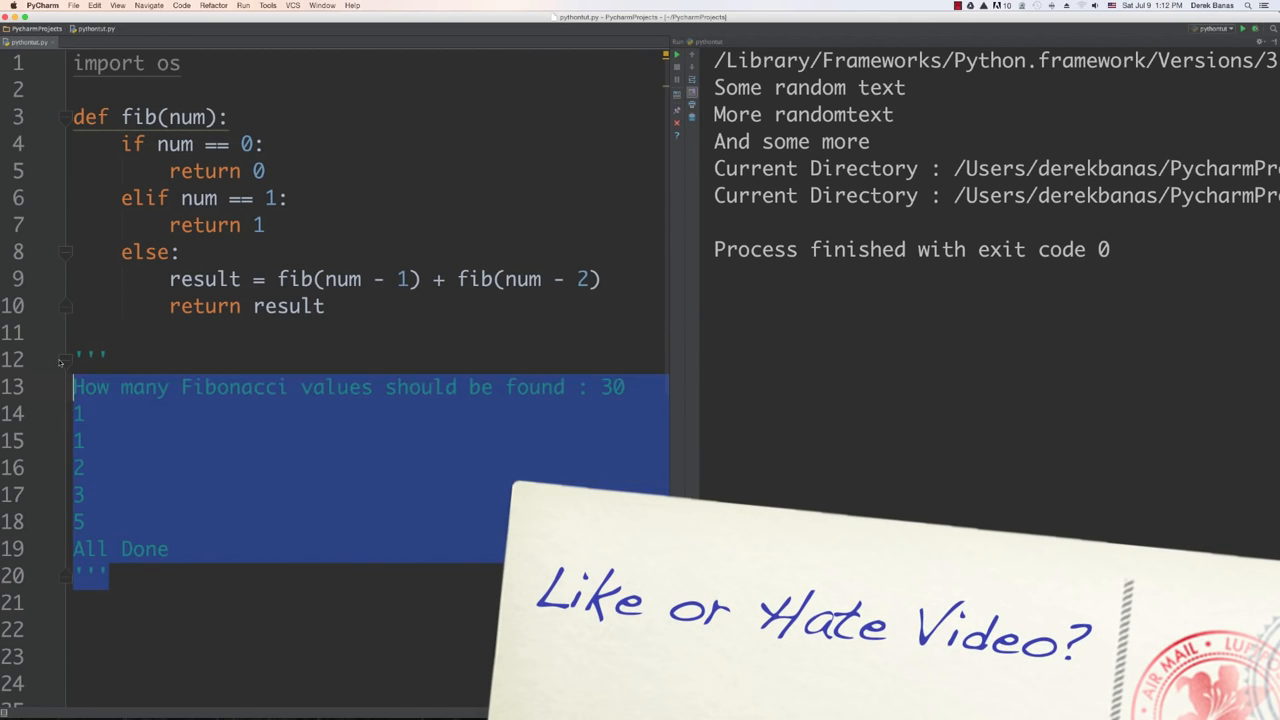 PyCharm File Edit View Navigate Code Refactor Run Tools VCS Window Help
10
Sat Jul 9 1:12 PM Derek Banas
pythontut.py - PycharmProjects - [~/PycharmProjects]
PycharmProjects pythontut.py
pythontut
pythontut.py
Run pythontut
1 import os
2
3 def fib(num):
4 if num == 0:
5 return 0
6 elif num == 1:
7 return 1
8 else:
9 result = fib(num - 1) + fib(num - 2)
10 return result
11
12 '''
13 How many Fibonacci values should be found : 30
14 1
15 1
16 2
17 3
18 5
19 All Done
20 '''
21
22
23
24
/Library/Frameworks/Python.framework/Versions/3
Some random text
More randomtext
And some more
Current Directory : /Users/derekbanas/PycharmPr
Current Directory : /Users/derekbanas/PycharmPr
Process finished with exit code 0
Like or Hate Video?
AIR MAIL